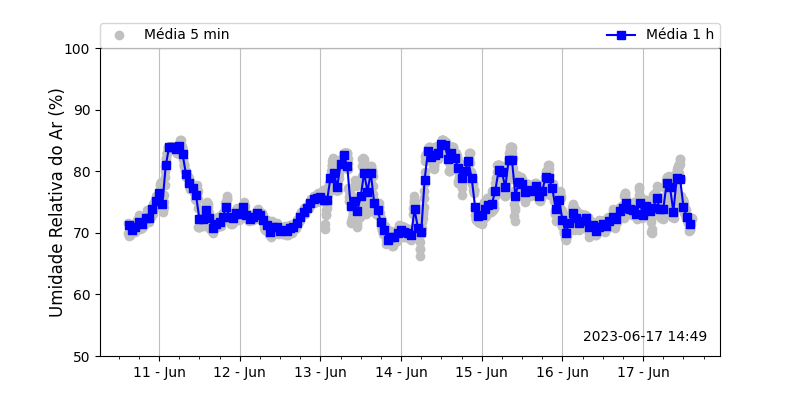 Média 5 min
Média 1 h
Umidade Relativa do Ar (%)
100
90
80
70
60
50
2023-06-17 14:49
11 - Jun
12 - Jun
13 - Jun
14 - Jun
15 - Jun
16 - Jun
17 - Jun